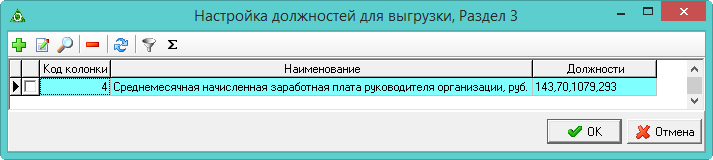 Настройка должностей для выгрузки, Раздел 3
Код колонки Наименование Должности
4 Среднемесячная начисленная заработная плата руководителя организации, руб. 143,70,1079,293
OK Отмена